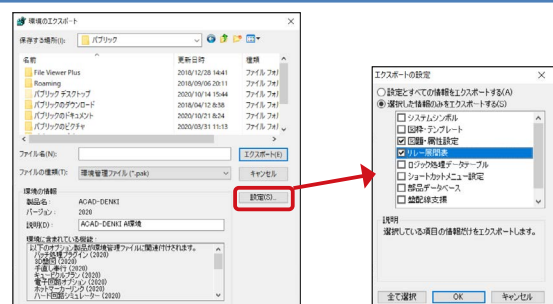 環境のエクスポート
保存する場所(I):
パブリック
名前
更新日時
種類
File Viewer Plus
2018/12/28 14:41
ファイル フォ
Roaming
2018/09/06 20:11
ファイル フォ
パブリック デスクトップ
2020/10/14 15:44
ファイル フォ
パブリックのダウンロード
2018/04/12 8:38
ファイル フォ
パブリックのドキュメント
2020/10/21 8:24
ファイル フォ
パブリックのピクチャ
2020/03/31 11:13
ファイル フォ
ファイル名(N):
エクスポート(E)
ファイルの種類(T):
環境管理ファイル (*.pak)
キャンセル
環境の情報
設定(S)...
製品名 :
ACAD-DENKI
バージョン :
2020
説明(D) :
ACAD-DENKI AI環境
環境に含まれている機能 :
以下のオプション製品が環境管理ファイルに関連付けされます。
バッチ処理プラグイン (2020)
3D盤図 (2020)
手直し奉行 (2020)
キュービクルプラン (2020)
電子回路オプション (2020)
ホットマーカーリンク (2020)
ハード回路シミュレーター (2020)
エクスポートの設定
設定とすべての情報をエクスポートする(A)
選択した情報のみをエクスポートする(S)
システムシンボル
図枠・テンプレート
図題・属性設定
リレー展開表
ロジック処理データテーブル
ショートカットメニュー設定
部品データベース
盤配線支援
説明
選択している項目の情報だけをエクスポートします。
全て選択
OK
キャンセル